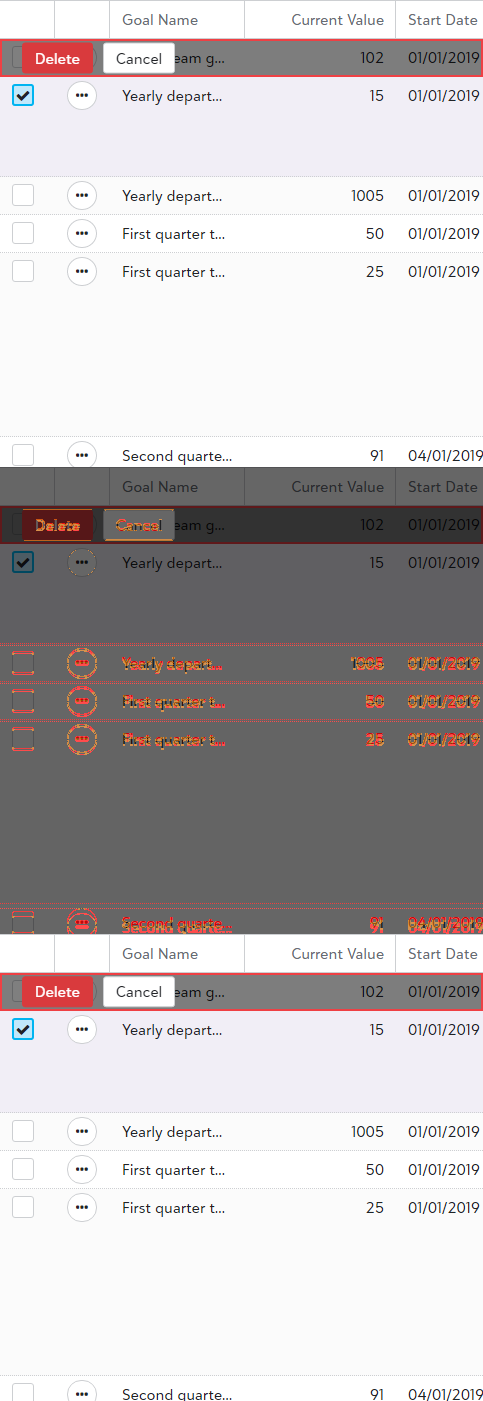 Goal Name Current Value Start Date
Delete Cancel eam g... 102 01/01/2019
Yearly depart... 15 01/01/2019
Yearly depart... 1005 01/01/2019
First quarter t... 50 01/01/2019
First quarter t... 25 01/01/2019
Second quarte... 91 04/01/2019
Goal Name Current Value Start Date
Delete Cancel eam g... 102 01/01/2019
Yearly depart... 15 01/01/2019
Yearly depart... 1005 01/01/2019
First quarter t... 50 01/01/2019
First quarter t... 25 01/01/2019
Second quarte... 91 04/01/2019
Goal Name Current Value Start Date
Delete Cancel eam g... 102 01/01/2019
Yearly depart... 15 01/01/2019
Yearly depart... 1005 01/01/2019
First quarter t... 50 01/01/2019
First quarter t... 25 01/01/2019
Second quarte... 91 04/01/2019